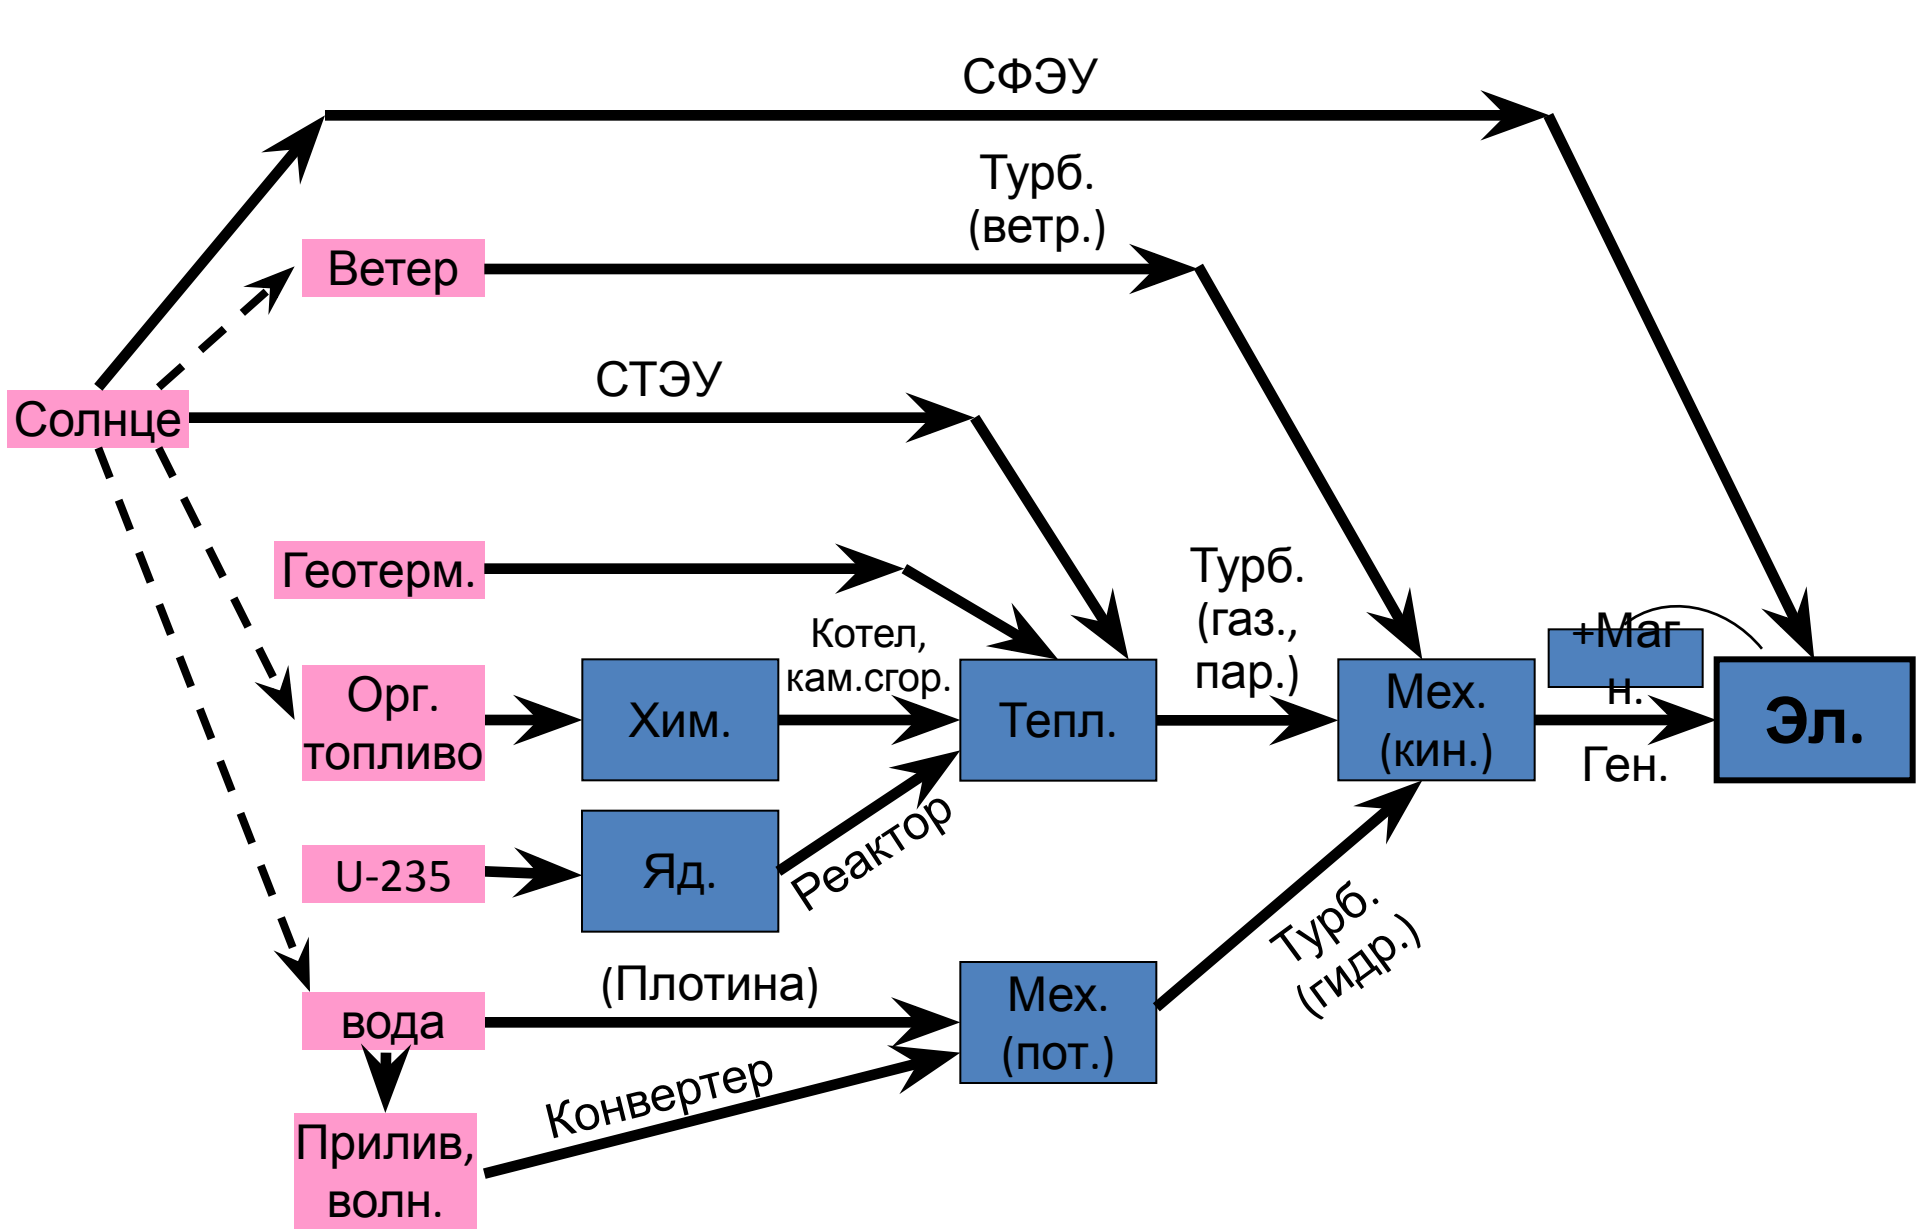 СФЭУ
Турб.
(ветр.)
Ветер
СТЭУ
Солнце
Геотерм.
Турб.
(газ.,
пар.)
Котел,
кам.сгор.
+Маг
н.
Орг.
топливо
Хим.
Тепл.
Мех.
(кин.)
Эл.
Ген.
U-235
Яд.
Реактор
Турб.
(гидр.)
(Плотина)
вода
Мех.
(пот.)
Конвертер
Прилив,
волн.